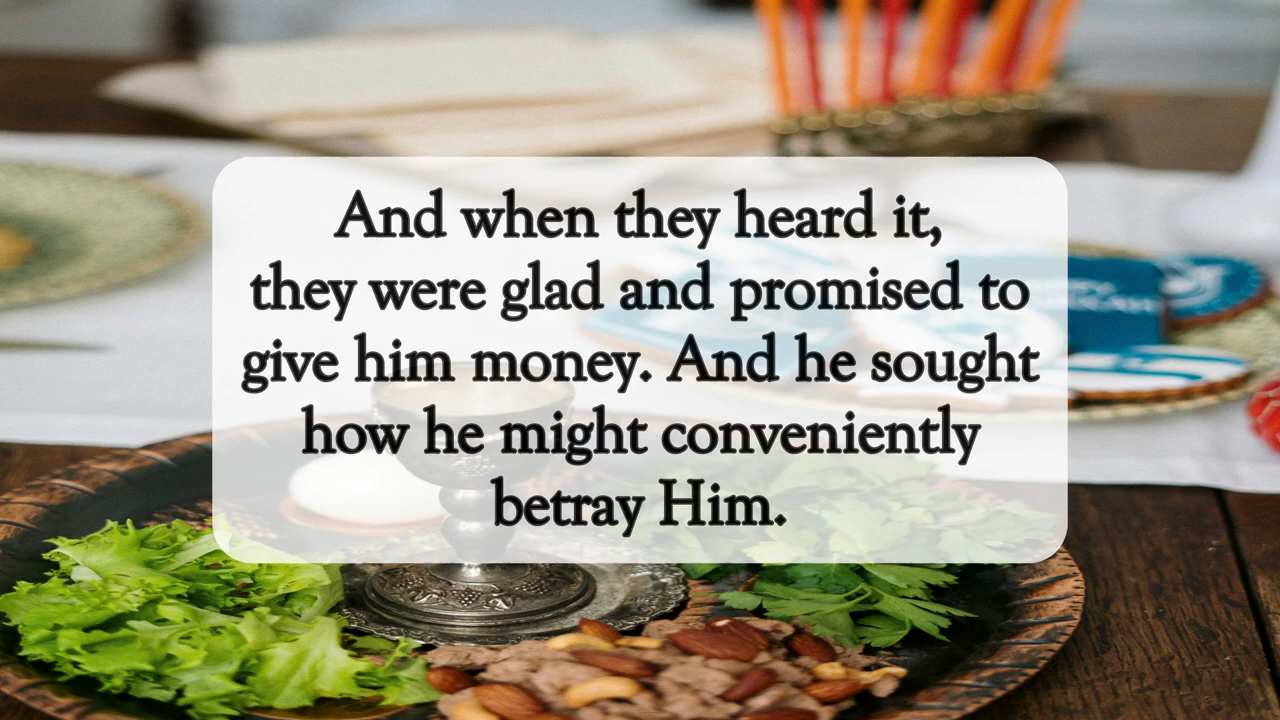 And when they heard it,
they were glad and promised to
give him money. And he sought
how he might conveniently
betray Him.